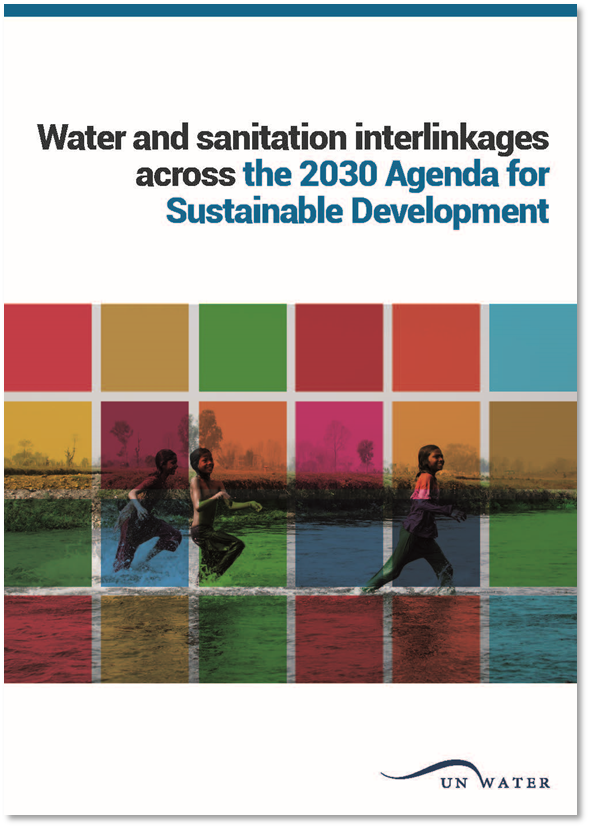 Water and sanitation interlinkages
across the 2030 Agenda for
Sustainable Development
UN WATER